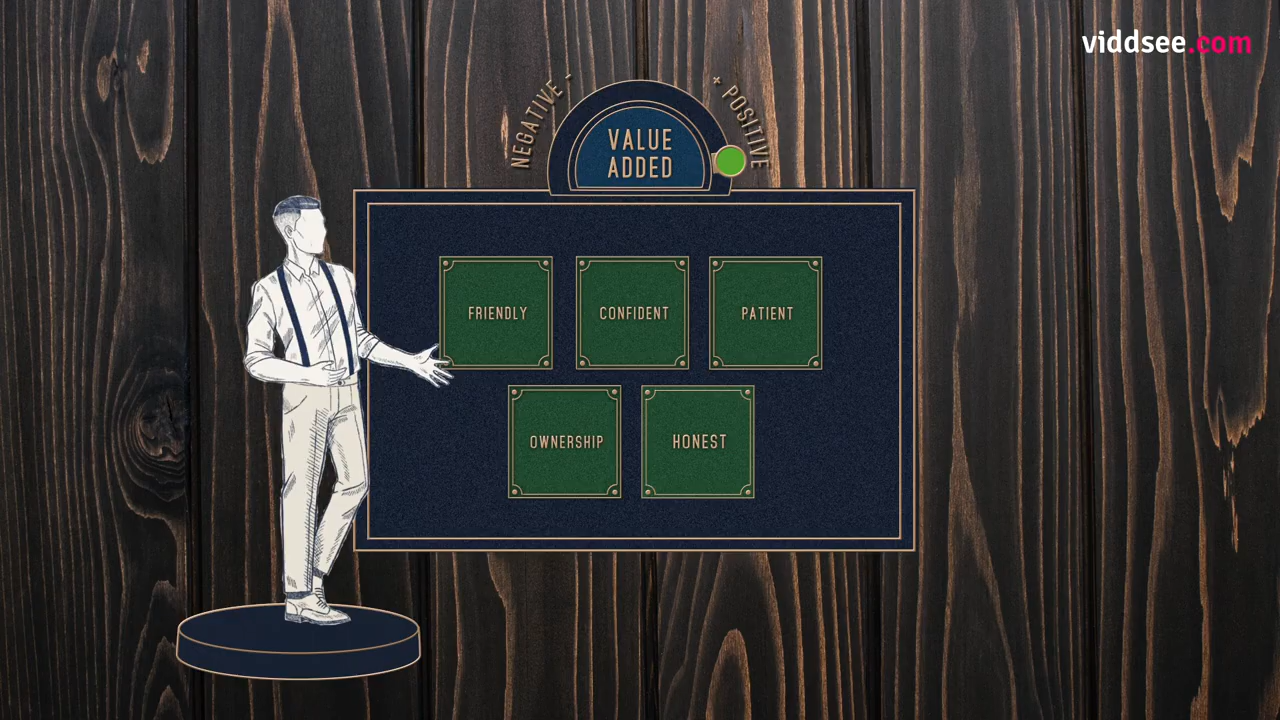 viddsee.com
NEGATIVE -
+ POSITIVE
VALUE
ADDED
FRIENDLY
CONFIDENT
PATIENT
OWNERSHIP
HONEST